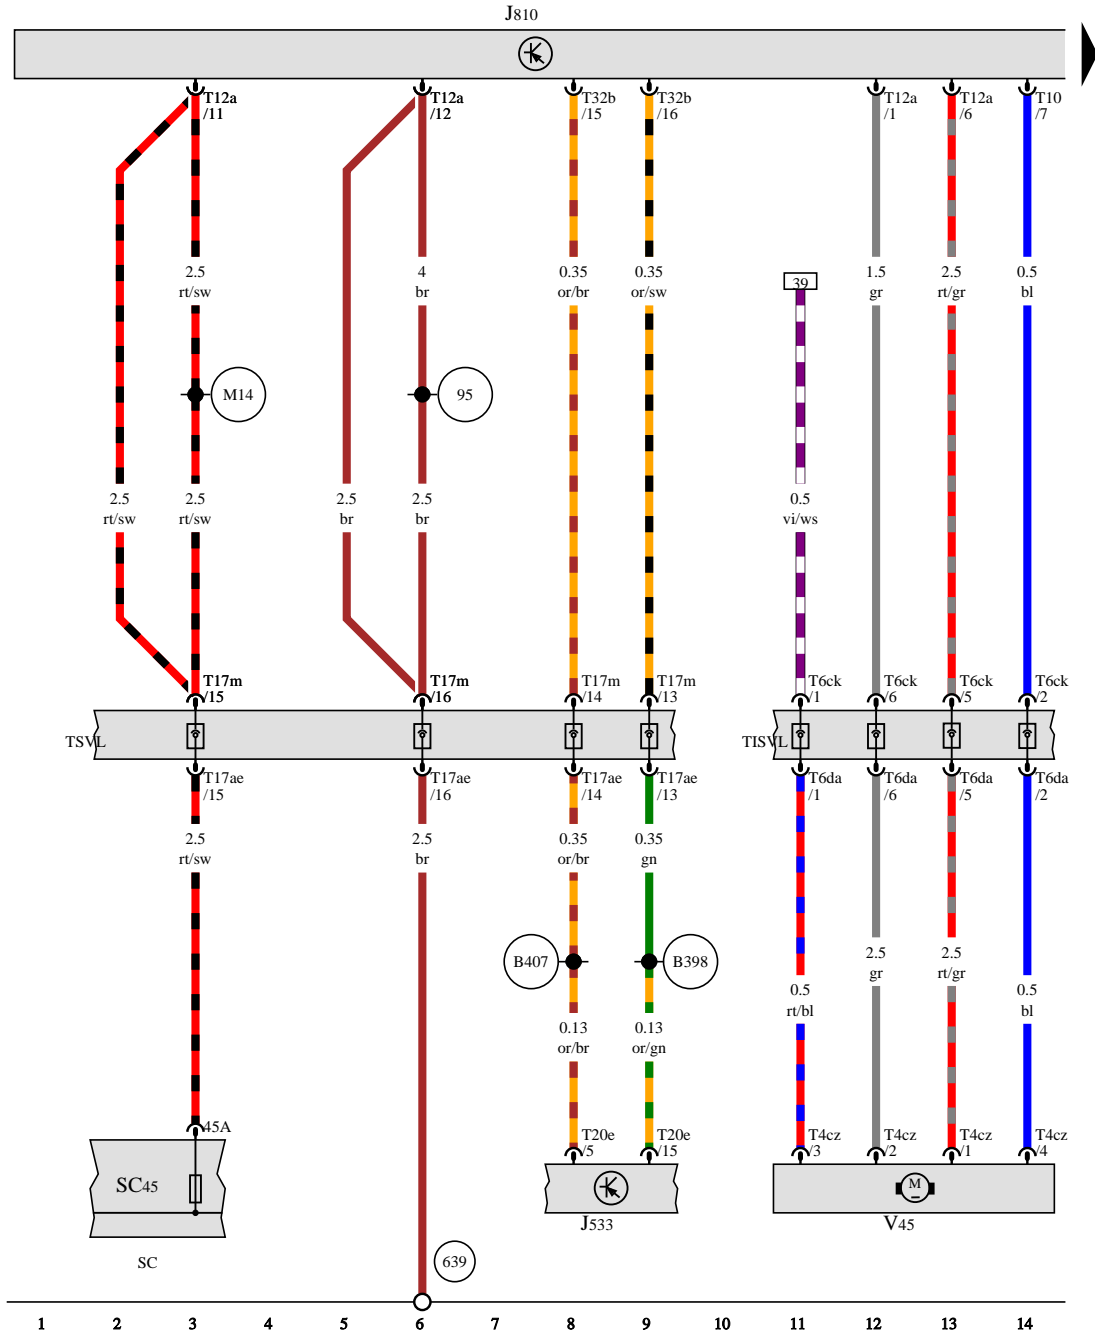 J810
T12a T12a T32b T32b T12a T12a T10
/11 /12 /15 /16 /1 /6 /7
2.5 4 0.35 0.35 39 1.5 2.5 0.5
rt/sw br or/br or/sw gr rt/gr bl
M14 95
2.5 2.5 2.5 2.5 0.5
rt/sw rt/sw br br vi/ws
T17m T17m T17m T17m T6ck T6ck T6ck T6ck
/15 /16 /14 /13 /1 /6 /5 /2
TSVL TISVL
T17ae T17ae T17ae T17ae T6da T6da T6da T6da
/15 /16 /14 /13 /1 /6 /5 /2
2.5 2.5 0.35 0.35
rt/sw br or/br gn
B407 B398 2.5 2.5
gr rt/gr
0.5 0.5
rt/bl bl
0.13 0.13
or/br or/gn
45A T20e T20e T4cz T4cz T4cz T4cz
/5 /15 /3 /2 /1 /4
SC45 M
J533 V45
SC 639
1 2 3 4 5 6 7 8 9 10 11 12 13 14